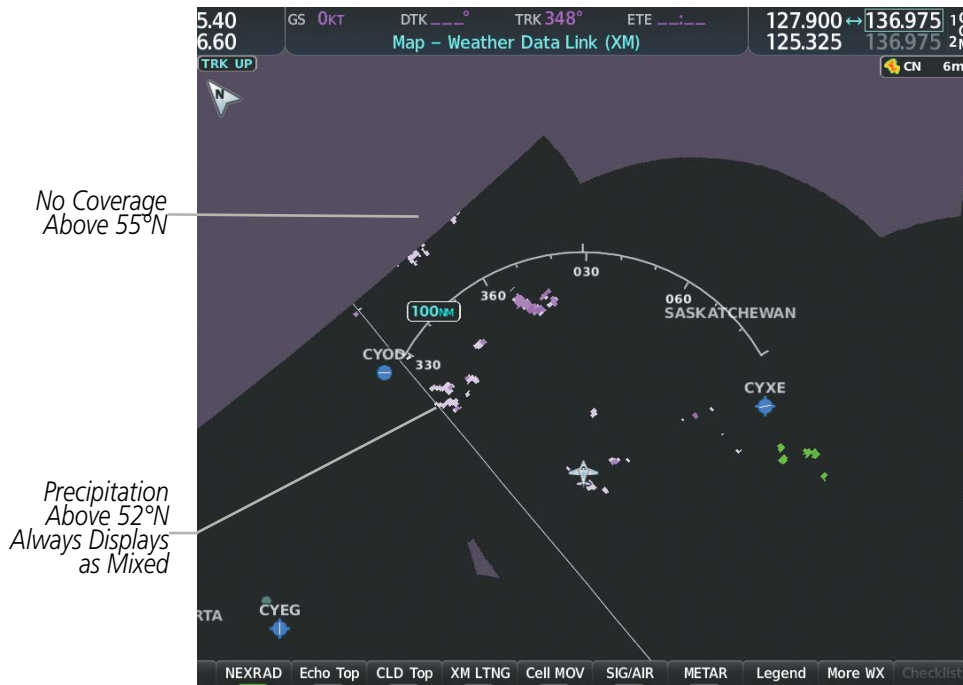 5.40 GS 0KT DTK ___° TRK 348° ETE __:__ 127.900 ↔ 136.975
6.60 Map – Weather Data Link (XM) 125.325 136.975
TRK UP
CN 6m
N
No Coverage
Above 55°N
030
360
060
100NM
SASKATCHEWAN
CYOD
330
CYXE
Precipitation
Above 52°N
Always Displays
as Mixed
CYEG
RTA
NEXRAD Echo Top CLD Top XM LTNG Cell MOV SIG/AIR METAR Legend More WX Checklist